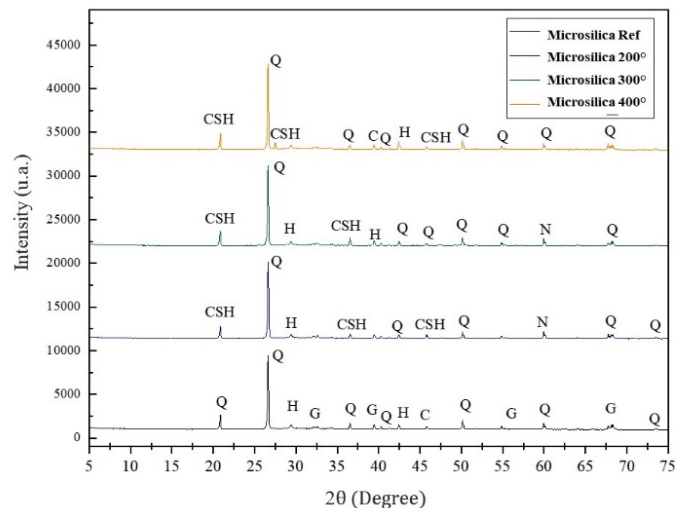 Microsilica Ref
Microsilica 200°
Microsilica 300°
Microsilica 400°
45000
40000
35000
30000
25000
20000
15000
10000
5000
0
Intensity (u.a.)
Q
CSH CSH Q C Q H CSH Q Q Q Q
Q
CSH H CSH H Q Q Q Q N Q
Q
CSH H CSH Q CSH Q N Q Q
Q
Q H G Q G Q H C Q G Q G Q
5 10 15 20 25 30 35 40 45 50 55 60 65 70 75
2θ (Degree)